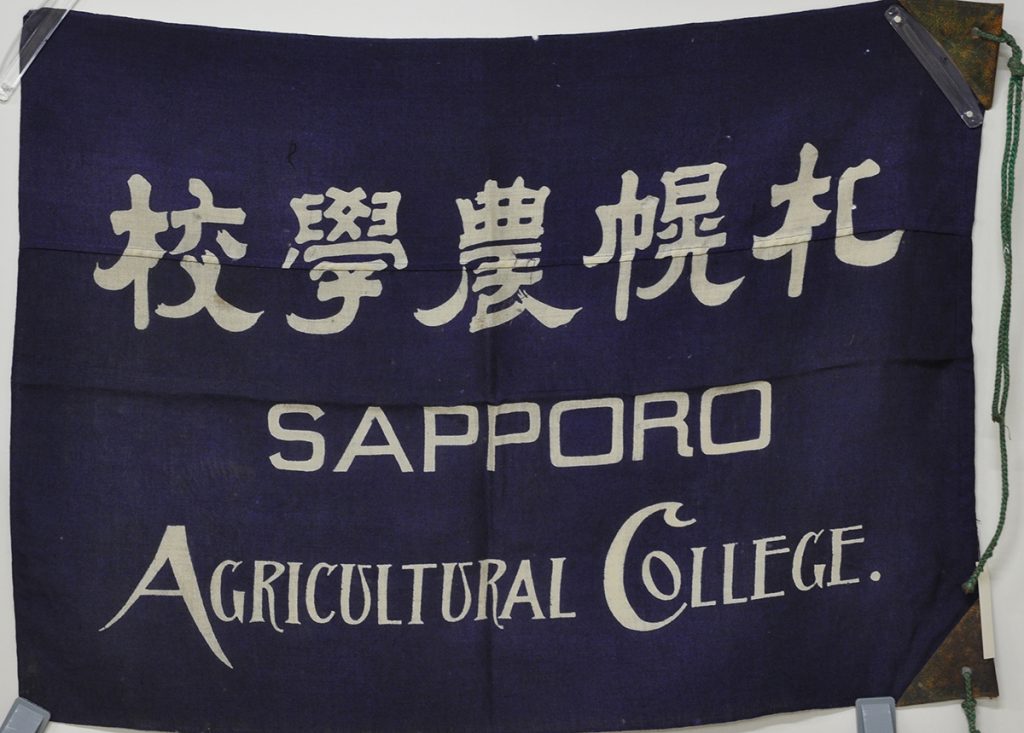 札幌農學校
SAPPORO
AGRICULTURAL COLLEGE.